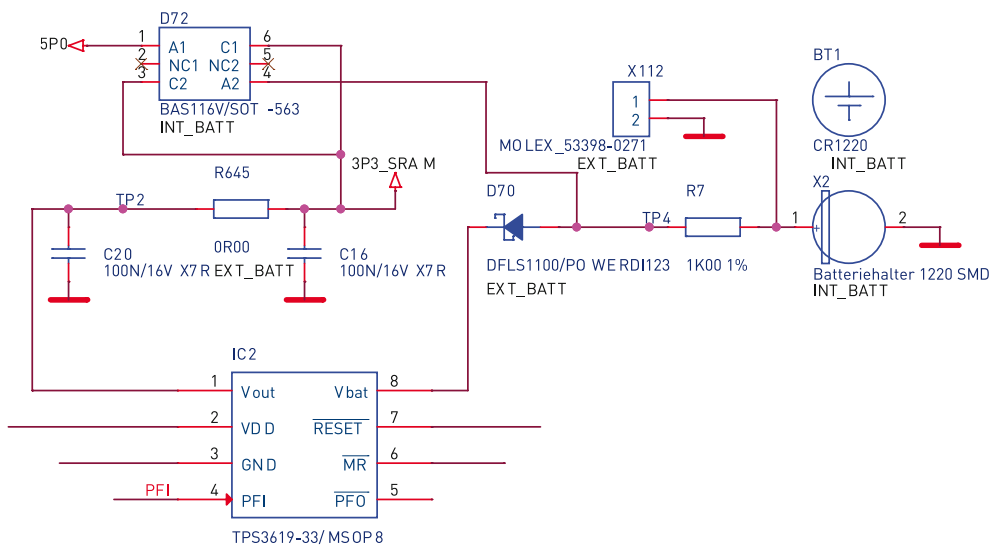 D72
5P0
1 A1 C1 6
2 NC1 NC2 5
3 C2 A2 4
BAS116V/SOT -563
INT_BATT
X112
1
2
MOLEX_53398-0271
EXT_BATT
BT1
CR1220
INT_BATT
R645
3P3_SRA M
TP2
0R00
EXT_BATT
C20
100N/16V X7R
C16
100N/16V X7R
D70
DFLS1100/PO WE RDI123
EXT_BATT
TP4
R7
1K00 1%
X2
1 + 2
Batteriehalter 1220 SMD
INT_BATT
IC2
1 Vout Vbat 8
2 VDD RESET 7
3 GND MR 6
PFI 4 PFI PFO 5
TPS3619-33/MSOP8